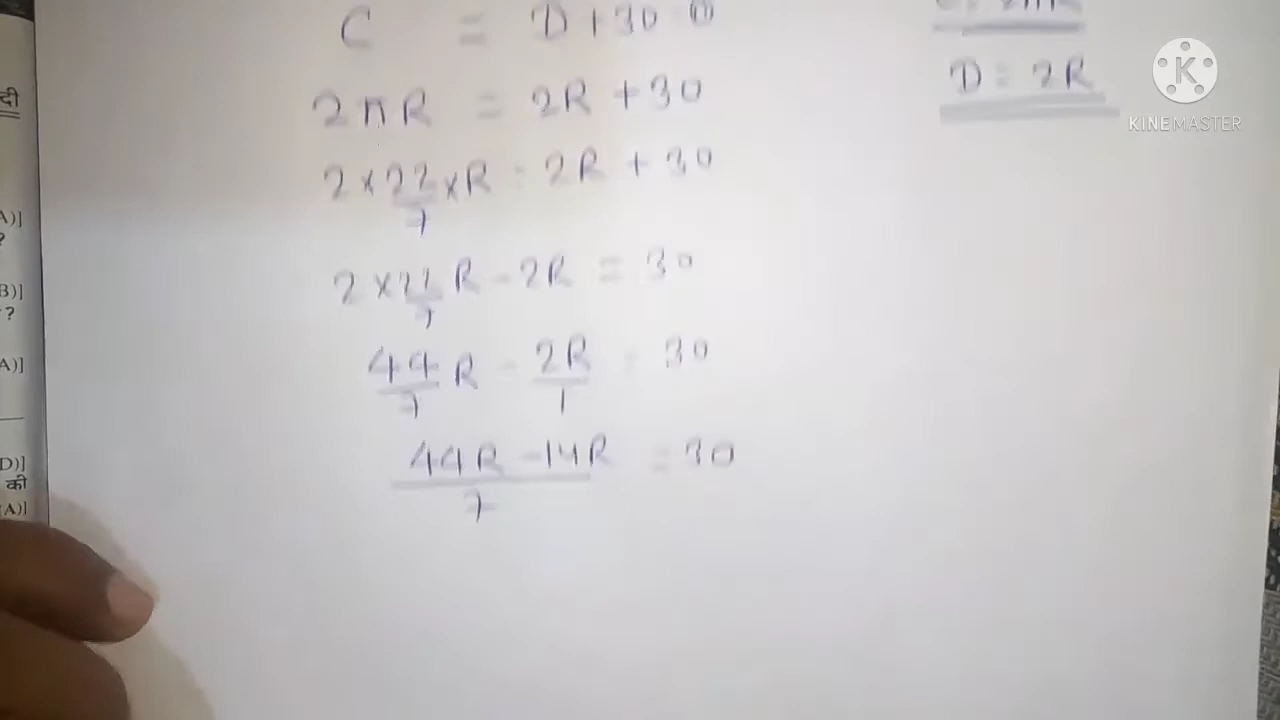 C = D + 30
D = 2R
2πR = 2R + 30
2 × 22/7 × R = 2R + 30
2 × 22/7 R - 2R = 30
44/7 R - 2R/1 = 30
44R - 14R / 7 = 30
KINEMASTER
दी
A)]
?
B)]
?
A)]
D)]
की
(A)]